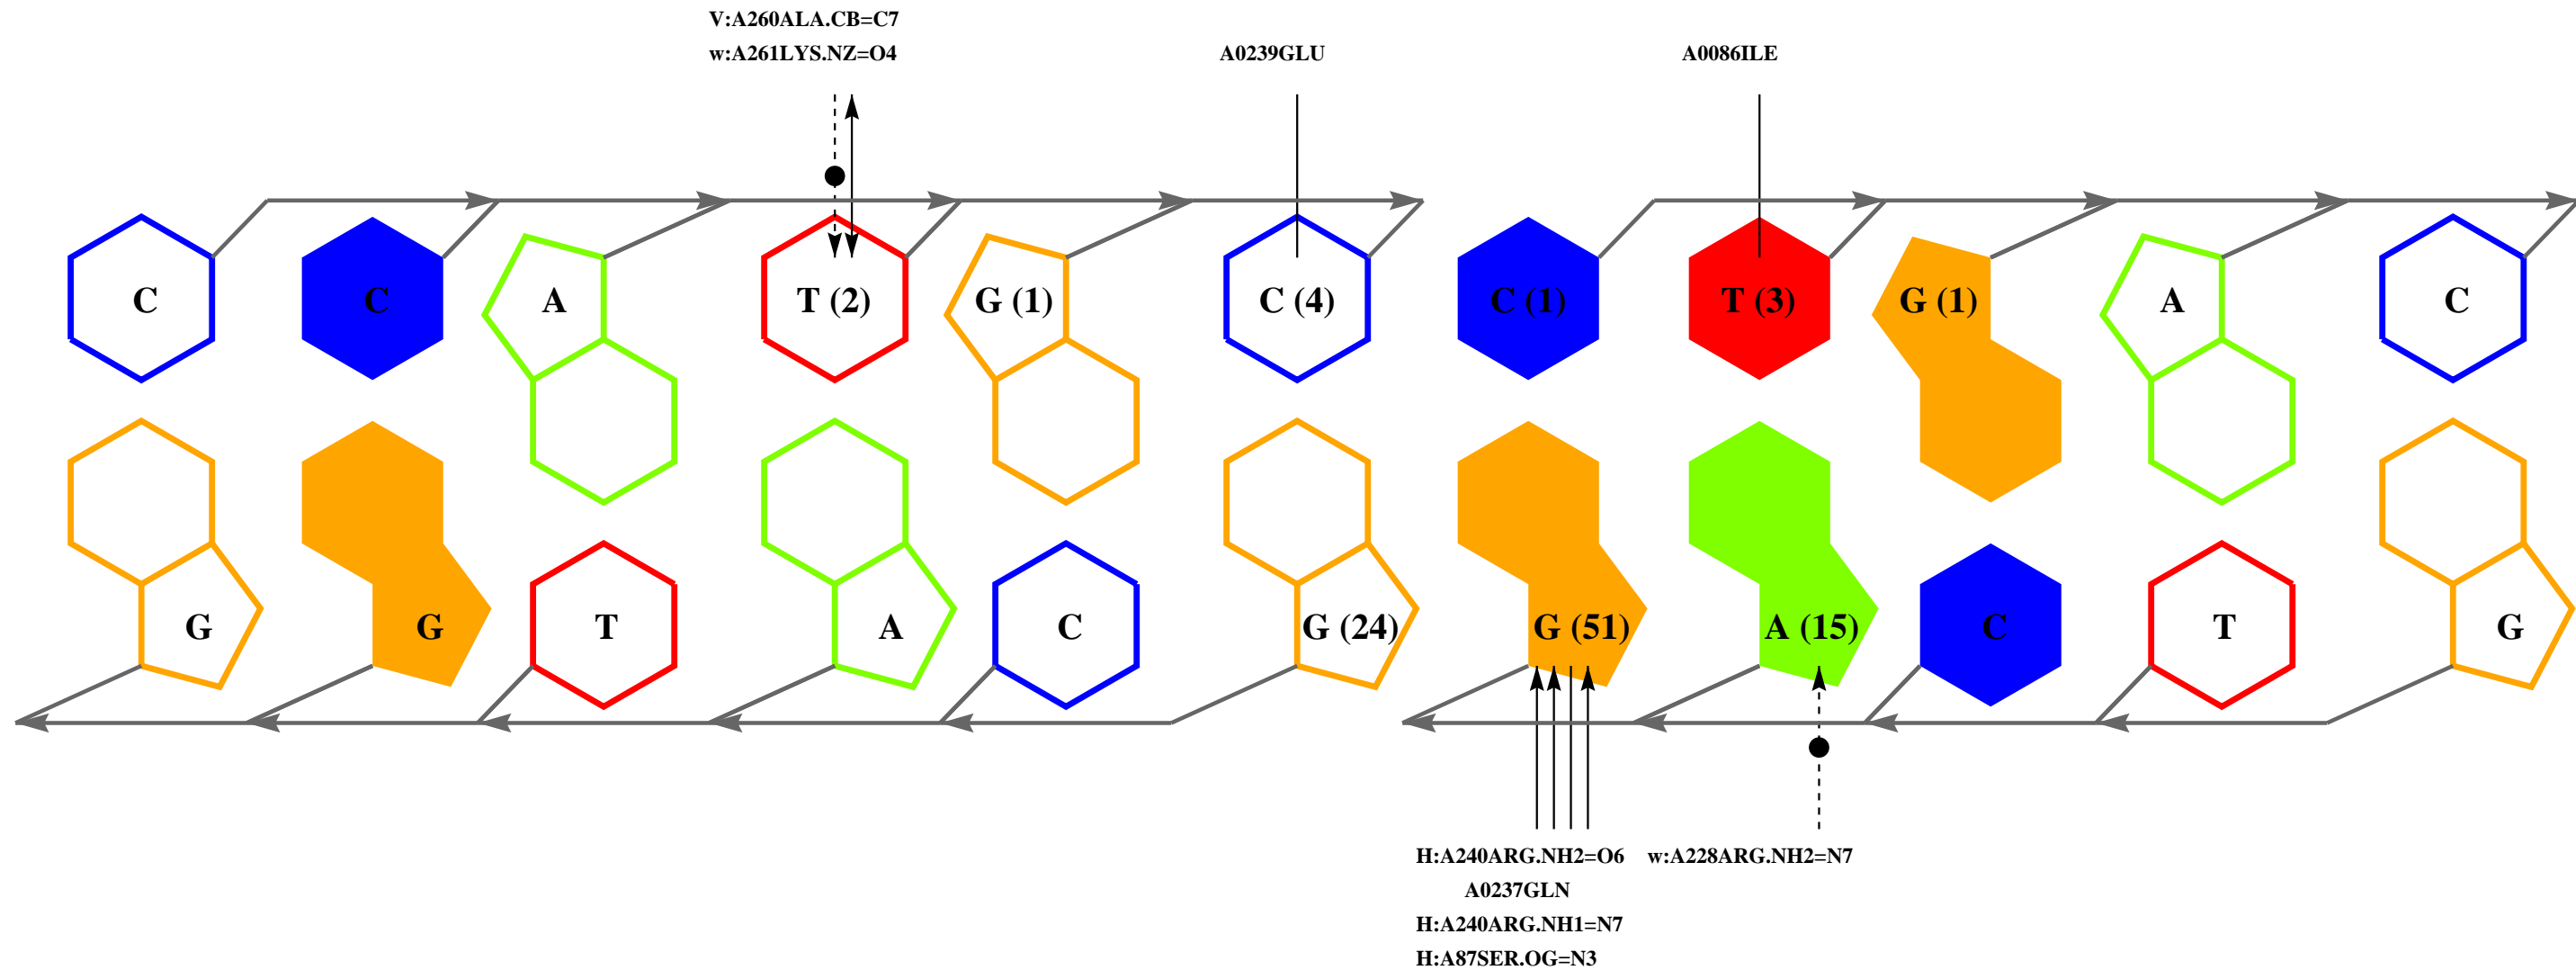 V:A260ALA.CB=C7
w:A261LYS.NZ=O4 A0239GLU A0086ILE
C C A T (2) G (1) C (4) C (1) T (3) G (1) A C
G G T A C G (24) G (51) A (15) C T G
H:A240ARG.NH2=O6 w:A228ARG.NH2=N7
A0237GLN
H:A240ARG.NH1=N7
H:A87SER.OG=N3